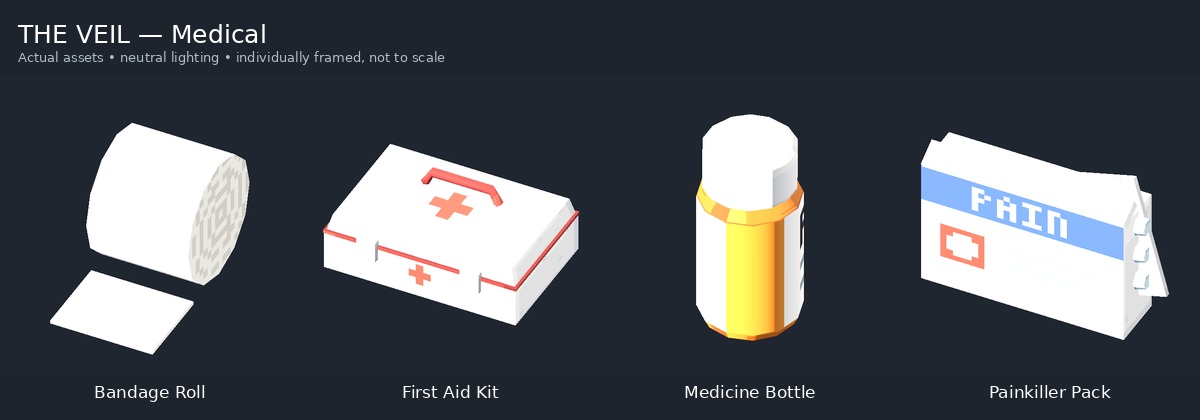 THE VEIL — Medical
Actual assets • neutral lighting • individually framed, not to scale
PAIN
Bandage Roll
First Aid Kit
Medicine Bottle
Painkiller Pack